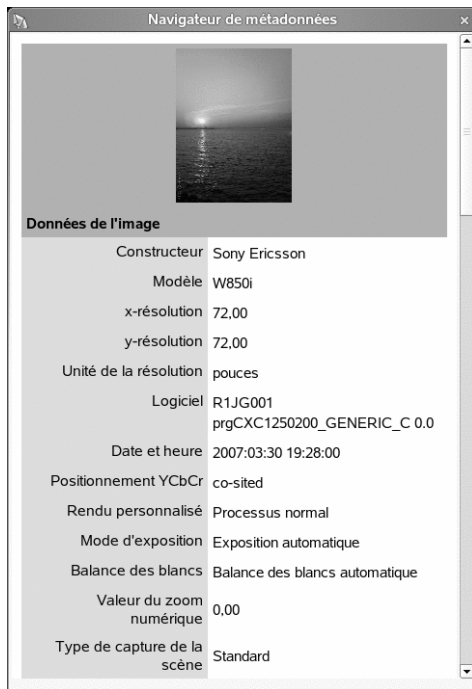 Navigateur de métadonnées
Données de l'image
Constructeur Sony Ericsson
Modèle W850i
x-résolution 72,00
y-résolution 72,00
Unité de la résolution pouces
Logiciel R1JG001
prgCXC1250200_GENERIC_C 0.0
Date et heure 2007:03:30 19:28:00
Positionnement YCbCr co-sited
Rendu personnalisé Processus normal
Mode d'exposition Exposition automatique
Balance des blancs Balance des blancs automatique
Valeur du zoom
numérique 0,00
Type de capture de la
scène Standard